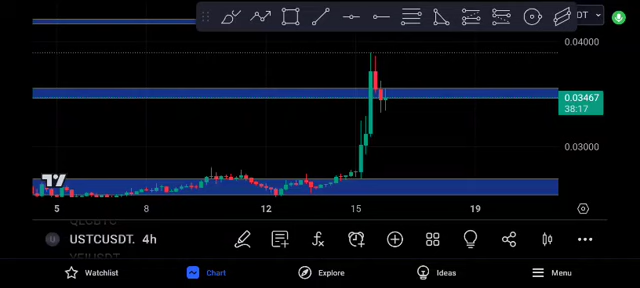 DT
0.04000
0.03467
38:17
0.03000
5 8 12 15 19
U USTCUSDT. 4h
Watchlist Chart Explore Ideas Menu